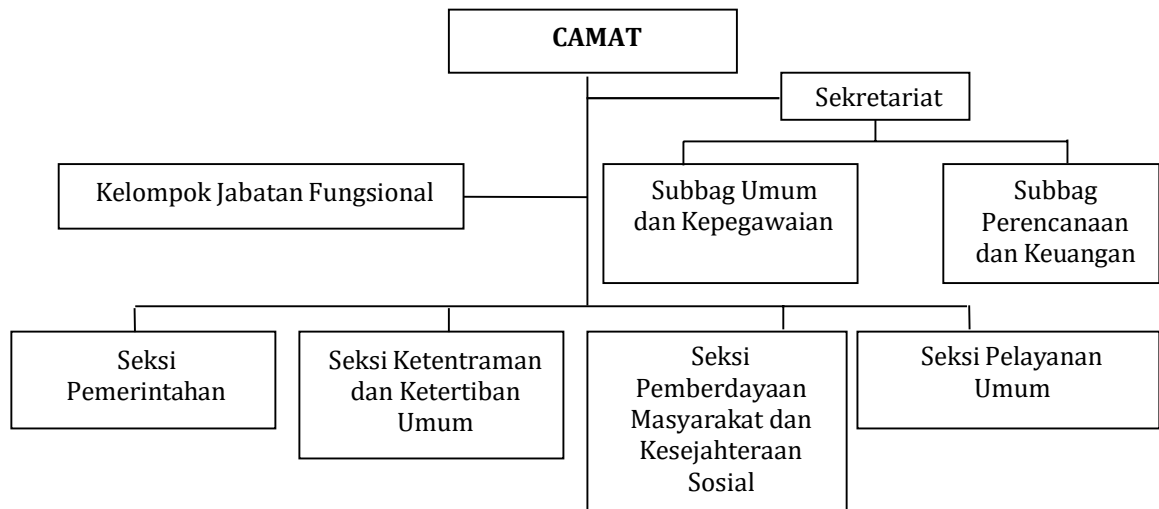 CAMAT
Sekretariat
Kelompok Jabatan Fungsional
Subbag Umum
dan Kepegawaian
Subbag
Perencanaan
dan Keuangan
Seksi
Pemerintahan
Seksi Ketentraman
dan Ketertiban
Umum
Seksi
Pemberdayaan
Masyarakat dan
Kesejahteraan
Sosial
Seksi Pelayanan
Umum